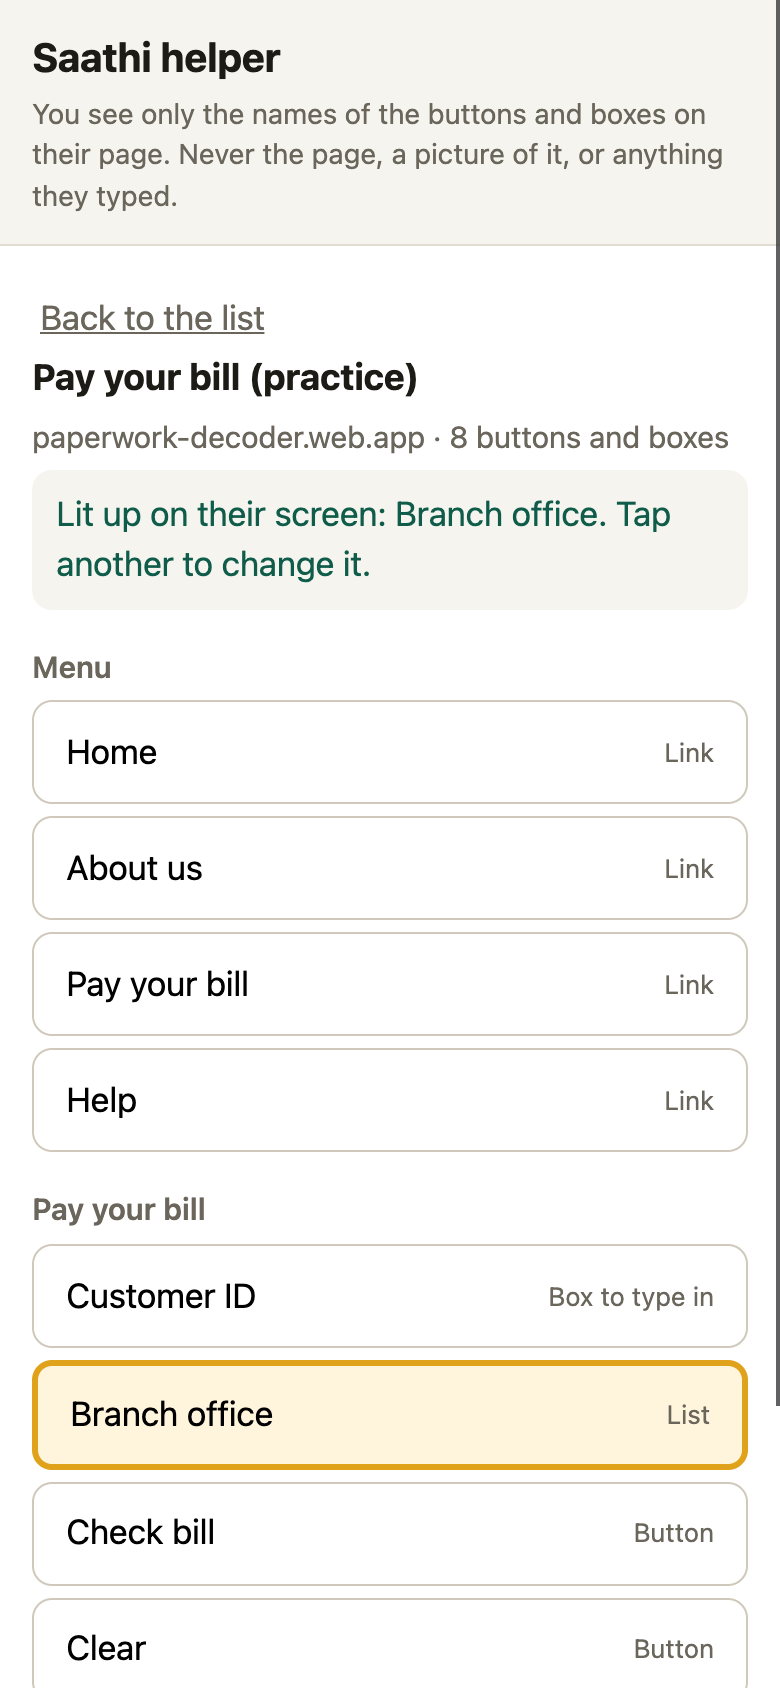 Saathi helper
You see only the names of the buttons and boxes on
their page. Never the page, a picture of it, or anything
they typed.
Back to the list
Pay your bill (practice)
paperwork-decoder.web.app · 8 buttons and boxes
Lit up on their screen: Branch office. Tap
another to change it.
Menu
Home Link
About us Link
Pay your bill Link
Help Link
Pay your bill
Customer ID Box to type in
Branch office List
Check bill Button
Clear Button